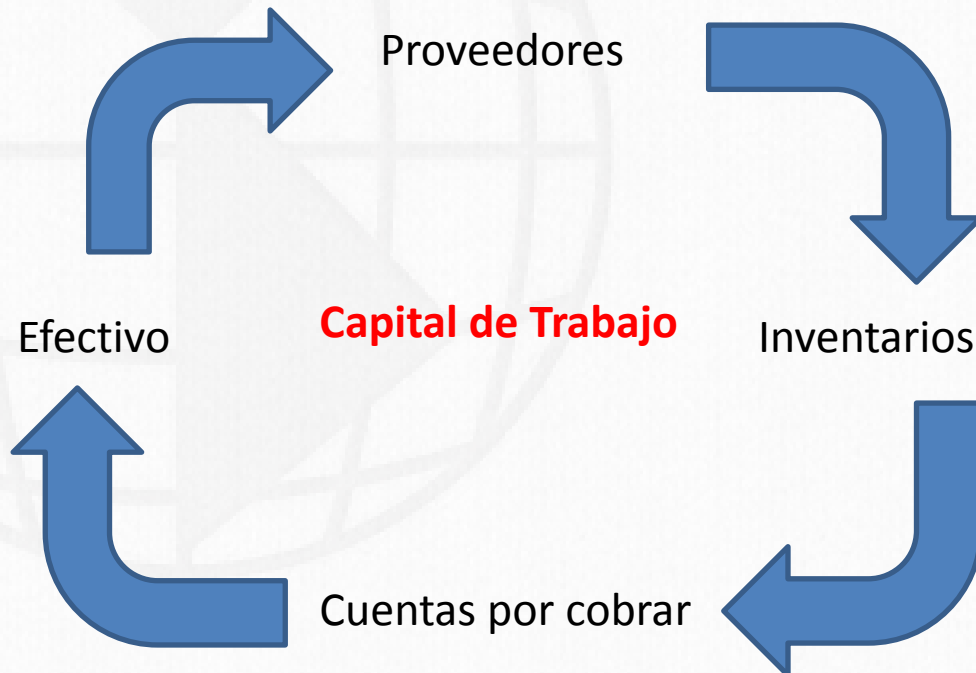 Proveedores
Efectivo
Capital de Trabajo
Inventarios
Cuentas por cobrar